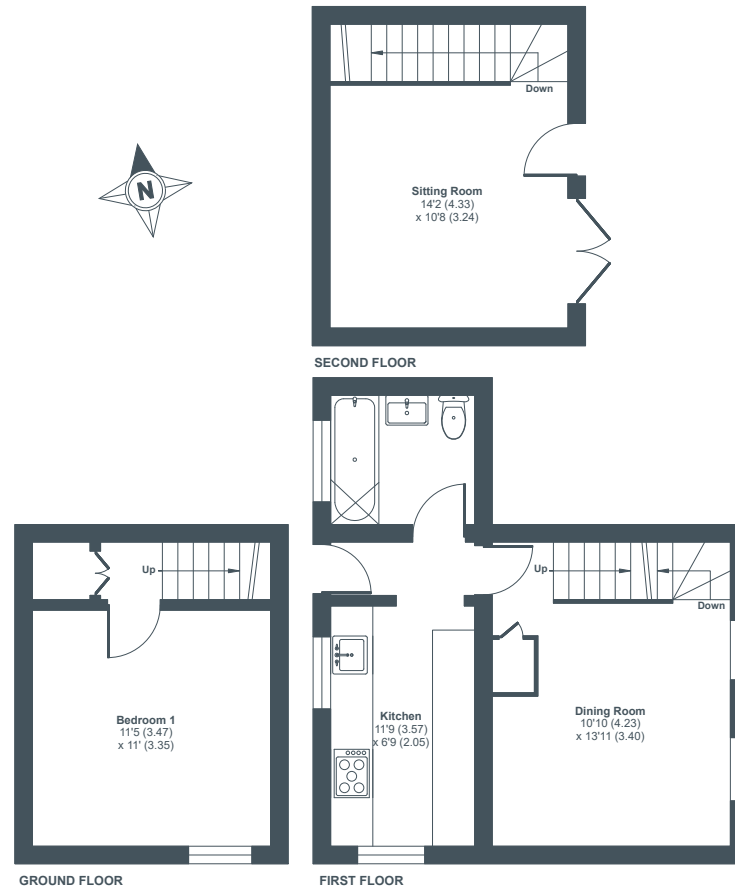 Down
N
Sitting Room
14'2 (4.33)
x 10'8 (3.24)
SECOND FLOOR
Up
Bedroom 1
11'5 (3.47)
x 11' (3.35)
GROUND FLOOR
Kitchen
11'9 (3.57)
x 6'9 (2.05)
Up
Down
Dining Room
10'10 (4.23)
x 13'11 (3.40)
FIRST FLOOR